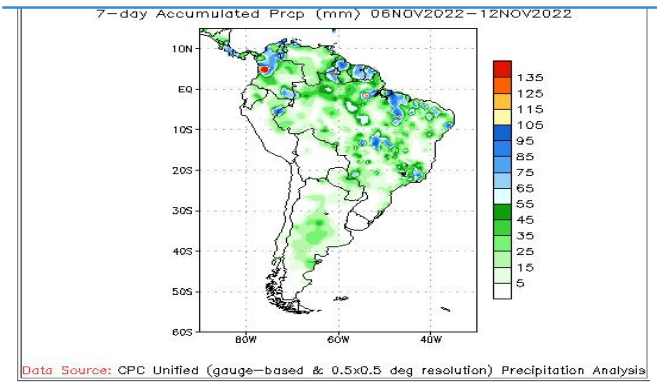 7-day Accumulated Prcp (mm) 06NOV2022-12NOV2022
10N
EQ
10S
20S
30S
40S
50S
60S
80W
60W
40W
135
125
115
105
95
85
75
65
55
45
35
25
15
5
Data Source: CPC Unified (gauge-based & 0.5x0.5 deg resolution) Precipitation Analysis